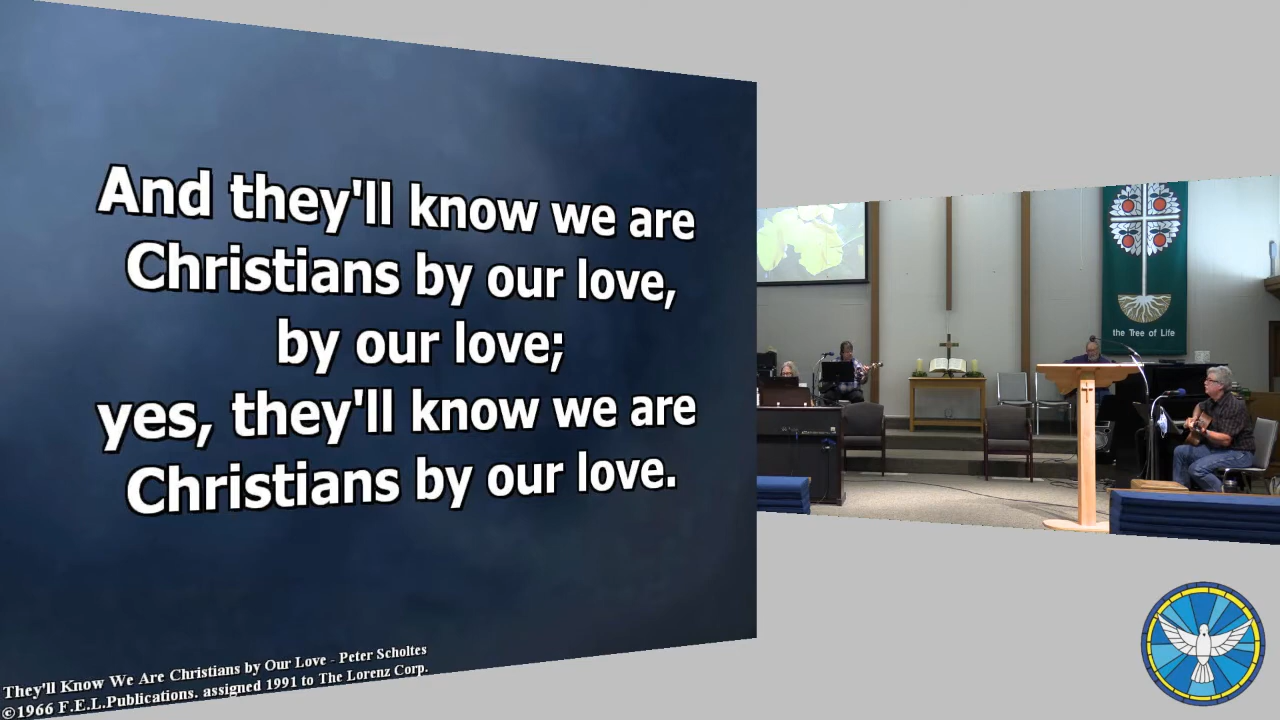 And they'll know we are
Christians by our love,
by our love;
yes, they'll know we are
Christians by our love.
They'll Know We Are Christians by Our Love - Peter Scholtes
©1966 F.E.L.Publications. assigned 1991 to The Lorenz Corp.
the Tree of Life